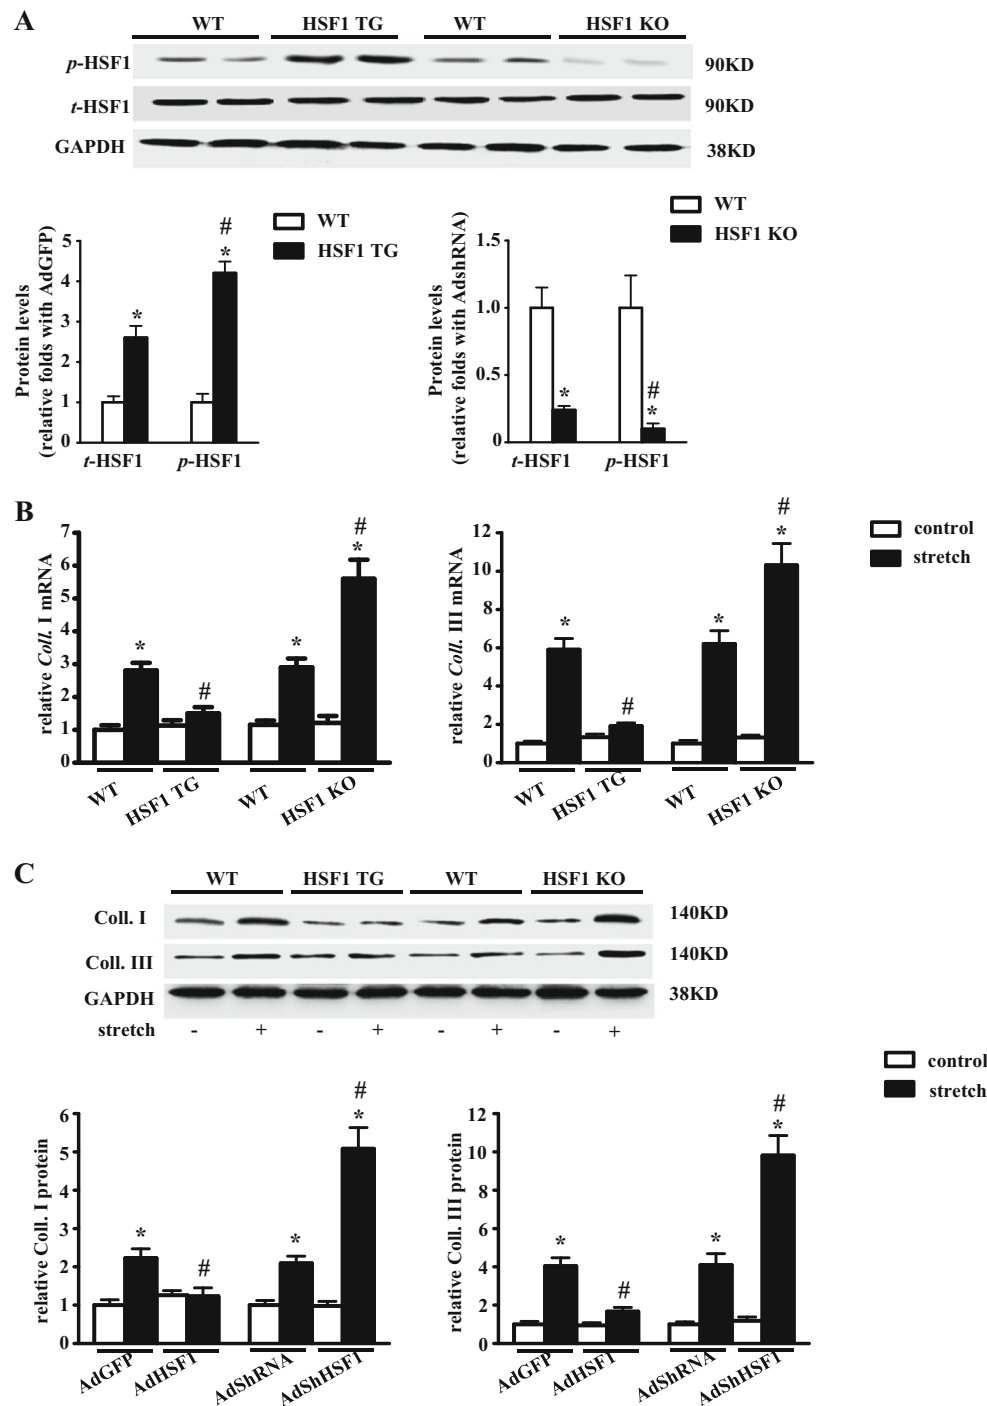 A
WT HSF1 TG WT HSF1 KO
p-HSF1 90KD
t-HSF1 90KD
GAPDH 38KD
WT
HSF1 TG
Protein levels
(relative folds with AdGFP)
5
4
3
2
1
0
*
#
*
t-HSF1 p-HSF1
WT
HSF1 KO
Protein levels
(relative folds with AdshRNA)
1.5
1.0
0.5
0
*
#
*
t-HSF1 p-HSF1
B
relative Coll. I mRNA
7
6
5
4
3
2
1
0
*
#
*
#
*
WT HSF1 TG WT HSF1 KO
relative Coll. III mRNA
12
10
8
6
4
2
0
*
#
*
#
*
WT HSF1 TG WT HSF1 KO
control
stretch
C
WT HSF1 TG WT HSF1 KO
Coll. I 140KD
Coll. III 140KD
GAPDH 38KD
stretch - + - + - + - +
control
stretch
relative Coll. I protein
6
5
4
3
2
1
0
*
#
*
#
*
AdGFP AdHSF1 AdShRNA AdShHSF1
relative Coll. III protein
12
10
8
6
4
2
0
*
#
*
#
*
AdGFP AdHSF1 AdShRNA AdShHSF1